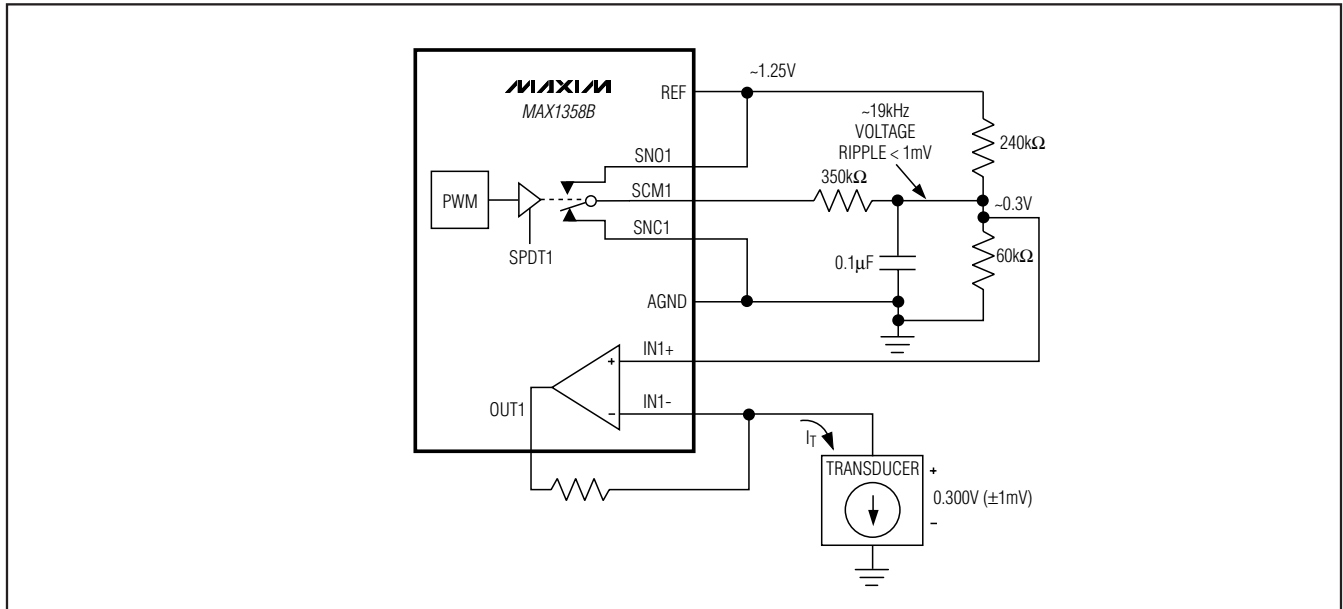 MAXIM
MAX1358B
REF
~1.25V
~19kHz
VOLTAGE
RIPPLE < 1mV
240kΩ
SNO1
350kΩ
PWM
SCM1
~0.3V
SNC1
SPDT1
0.1µF
60kΩ
AGND
IN1+
+
OUT1
IN1-
−
IT
TRANSDUCER
+
0.300V (±1mV)
−